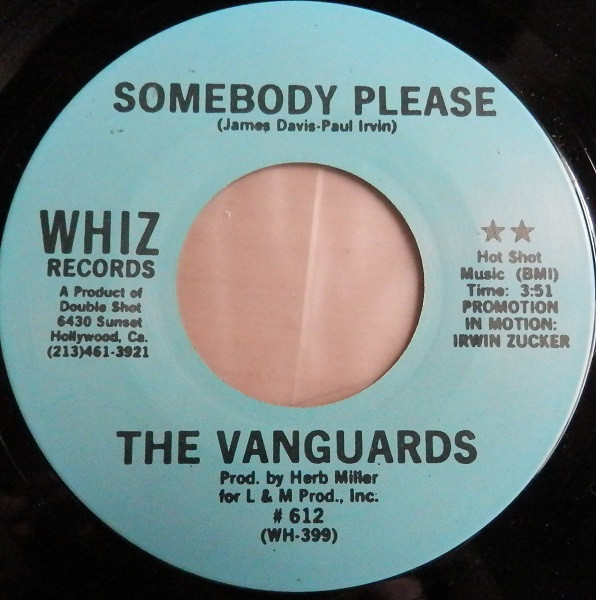 SOMEBODY PLEASE
(James Davis-Paul Irvin)
WHIZ
RECORDS
A Product of
Double Shot
6430 Sunset
Hollywood, Ca.
(213)461-3921
★★
Hot Shot
Music (BMI)
Time: 3:51
PROMOTION
IN MOTION:
IRWIN ZUCKER
THE VANGUARDS
Prod. by Herb Miller
for L & M Prod., Inc.
# 612
(WH-399)